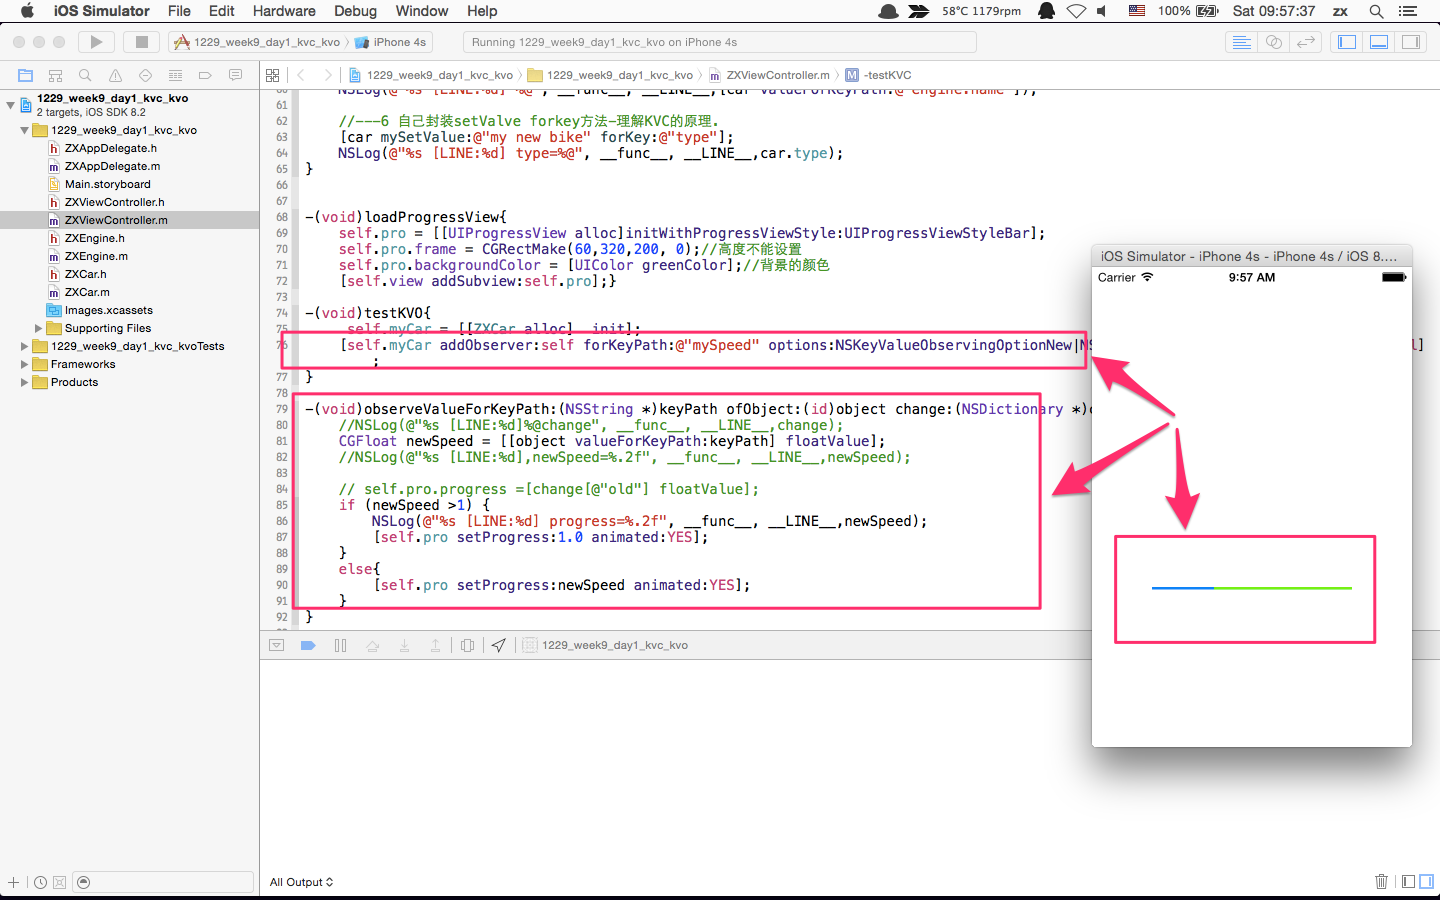 iOS Simulator File Edit Hardware Debug Window Help 58°C 1179rpm 100% Sat 09:57:37 zx
1229_week9_day1_kvc_kvo iPhone 4s Running 1229_week9_day1_kvc_kvo on iPhone 4s
1229_week9_day1_kvc_kvo 1229_week9_day1_kvc_kvo ZXViewController.m M -testKVC
1229_week9_day1_kvc_kvo
2 targets, iOS SDK 8.2
1229_week9_day1_kvc_kvo
h ZXAppDelegate.h
m ZXAppDelegate.m
Main.storyboard
h ZXViewController.h
m ZXViewController.m
h ZXEngine.h
m ZXEngine.m
h ZXCar.h
m ZXCar.m
Images.xcassets
Supporting Files
1229_week9_day1_kvc_kvoTests
Frameworks
Products
60 NSLog(@"%s [LINE:%d] %@", __func__, __LINE__,[car valueForKeyPath:@"engine.name"]);
61
62 //---6 自己封装setValve forkey方法-理解KVC的原理.
63 [car mySetValue:@"my new bike" forKey:@"type"];
64 NSLog(@"%s [LINE:%d] type=%@", __func__, __LINE__,car.type);
65 }
66
67
68 -(void)loadProgressView{
69 self.pro = [[UIProgressView alloc]initWithProgressViewStyle:UIProgressViewStyleBar];
70 self.pro.frame = CGRectMake(60,320,200, 0);//高度不能设置
71 self.pro.backgroundColor = [UIColor greenColor];//背景的颜色
72 [self.view addSubview:self.pro];}
73
74 -(void)testKVO{
75 self.myCar = [[ZXCar alloc] init];
76 [self.myCar addObserver:self forKeyPath:@"mySpeed" options:NSKeyValueObservingOptionNew|NS l]
;
77 }
78
79 -(void)observeValueForKeyPath:(NSString *)keyPath ofObject:(id)object change:(NSDictionary *)c
80 //NSLog(@"%s [LINE:%d]%@change", __func__, __LINE__,change);
81 CGFloat newSpeed = [[object valueForKeyPath:keyPath] floatValue];
82 //NSLog(@"%s [LINE:%d],newSpeed=%.2f", __func__, __LINE__,newSpeed);
83
84 // self.pro.progress =[change[@"old"] floatValue];
85 if (newSpeed >1) {
86 NSLog(@"%s [LINE:%d] progress=%.2f", __func__, __LINE__,newSpeed);
87 [self.pro setProgress:1.0 animated:YES];
88 }
89 else{
90 [self.pro setProgress:newSpeed animated:YES];
91 }
92 }
iOS Simulator - iPhone 4s - iPhone 4s / iOS 8....
Carrier 9:57 AM
1229_week9_day1_kvc_kvo
All Output